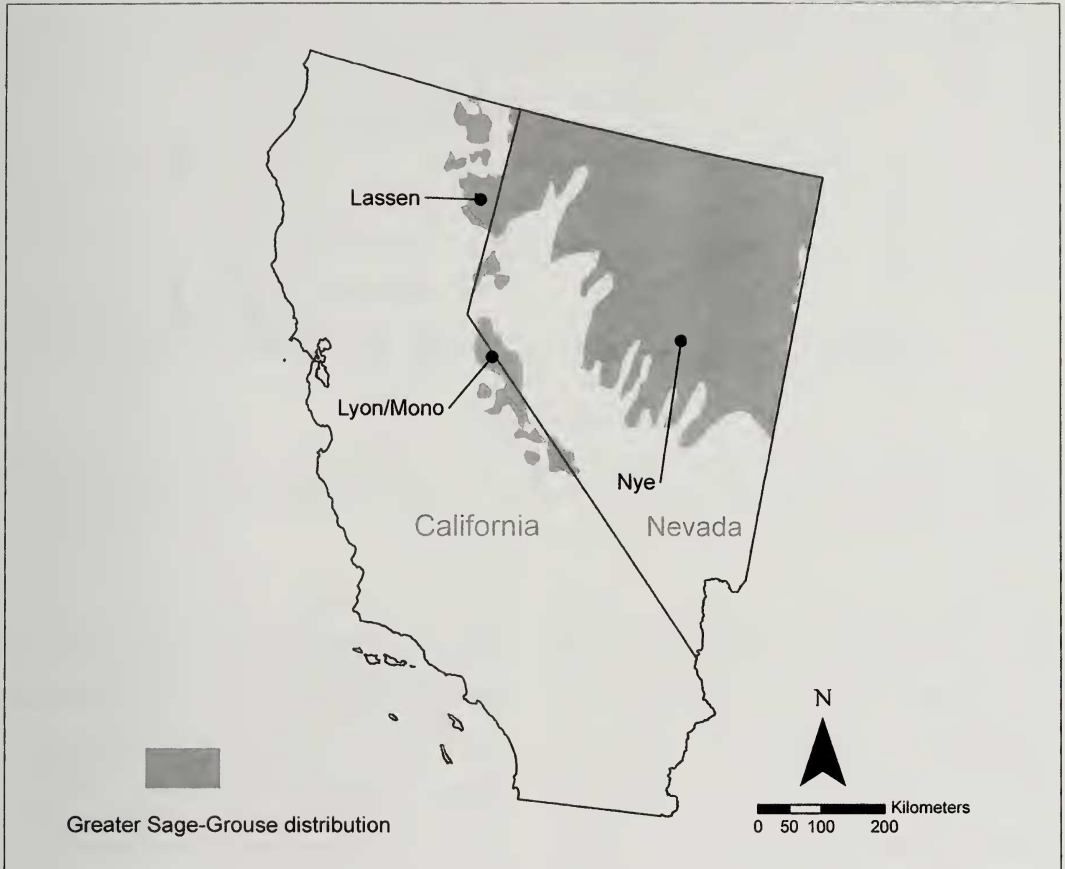 Lassen
Lyon/Mono
Nye
California
Nevada
N
Kilometers
0 50 100 200
Greater Sage-Grouse distribution